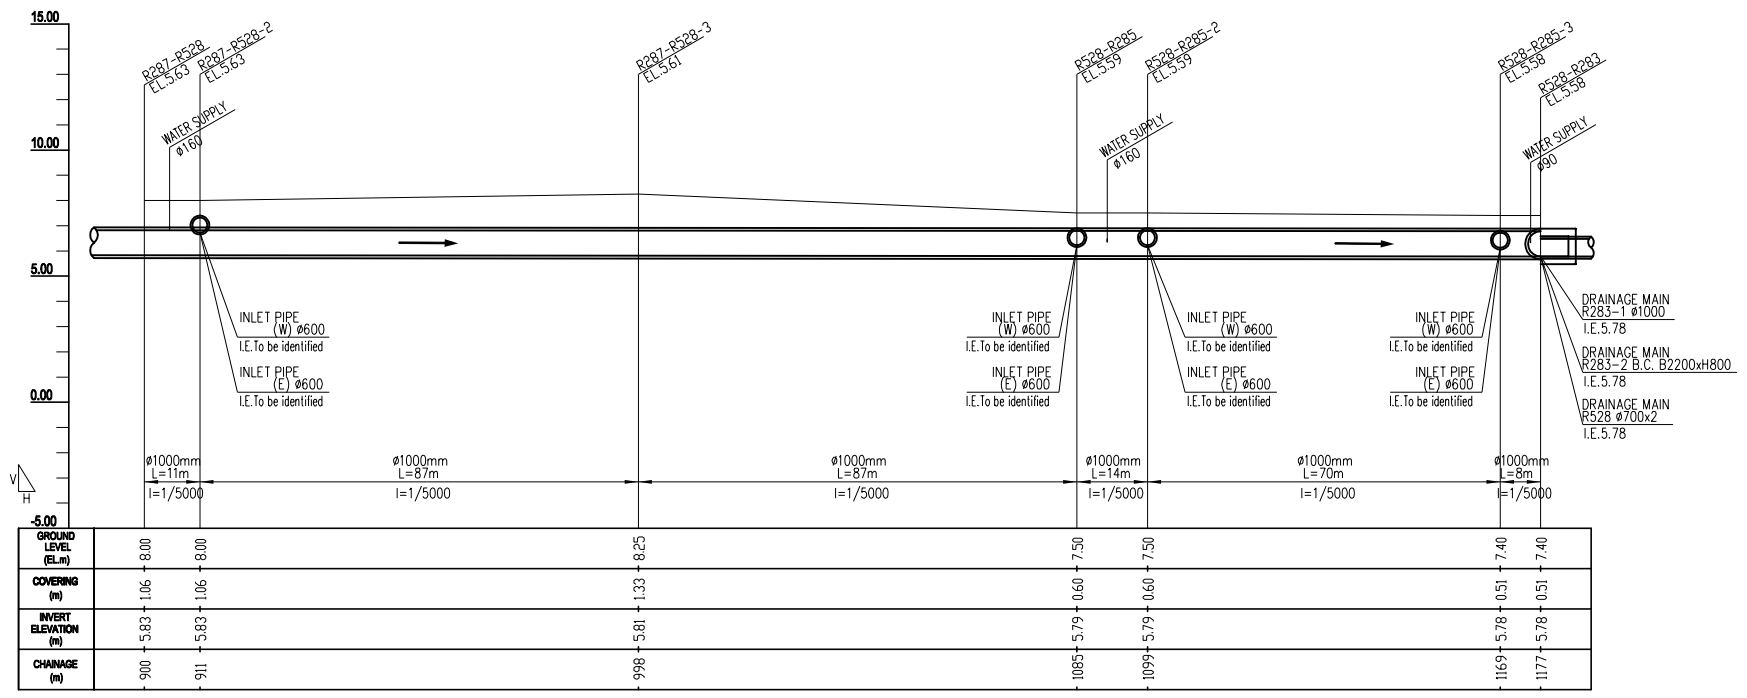 15.00
10.00
5.00
0.00
-5.00
R287-R528
EL.5.63
R287-R528-2
EL.5.63
R287-R528-3
EL.5.61
R528-R285
EL.5.59
R528-R285-2
EL.5.59
R528-R285-3
EL.5.58
R528-R283
EL.5.58
WATER SUPPLY
ø160
WATER SUPPLY
ø160
WATER SUPPLY
ø90
INLET PIPE
(W) ø600
I.E.To be identified
INLET PIPE
(E) ø600
I.E.To be identified
INLET PIPE
(W) ø600
I.E.To be identified
INLET PIPE
(E) ø600
I.E.To be identified
INLET PIPE
(W) ø600
I.E.To be identified
INLET PIPE
(E) ø600
I.E.To be identified
INLET PIPE
(W) ø600
I.E.To be identified
INLET PIPE
(E) ø600
I.E.To be identified
DRAINAGE MAIN
R283-1 ø1000
I.E.5.78
DRAINAGE MAIN
R283-2 B.C. B2200xH800
I.E.5.78
DRAINAGE MAIN
R528 ø700x2
I.E.5.78
V
H
ø1000mm
L=11m
I=1/5000
ø1000mm
L=87m
I=1/5000
ø1000mm
L=87m
I=1/5000
ø1000mm
L=14m
I=1/5000
ø1000mm
L=70m
I=1/5000
ø1000mm
L=8m
I=1/5000
GROUND
LEVEL
(EL.m)
8.00 8.00 8.25 7.50 7.50 7.40 7.40
COVERING
(m)
1.06 1.06 1.33 0.60 0.60 0.51 0.51
INVERT
ELEVATION
(m)
5.83 5.83 5.81 5.79 5.79 5.78 5.78
CHAINAGE
(m)
900 911 998 1085 1099 1169 1177